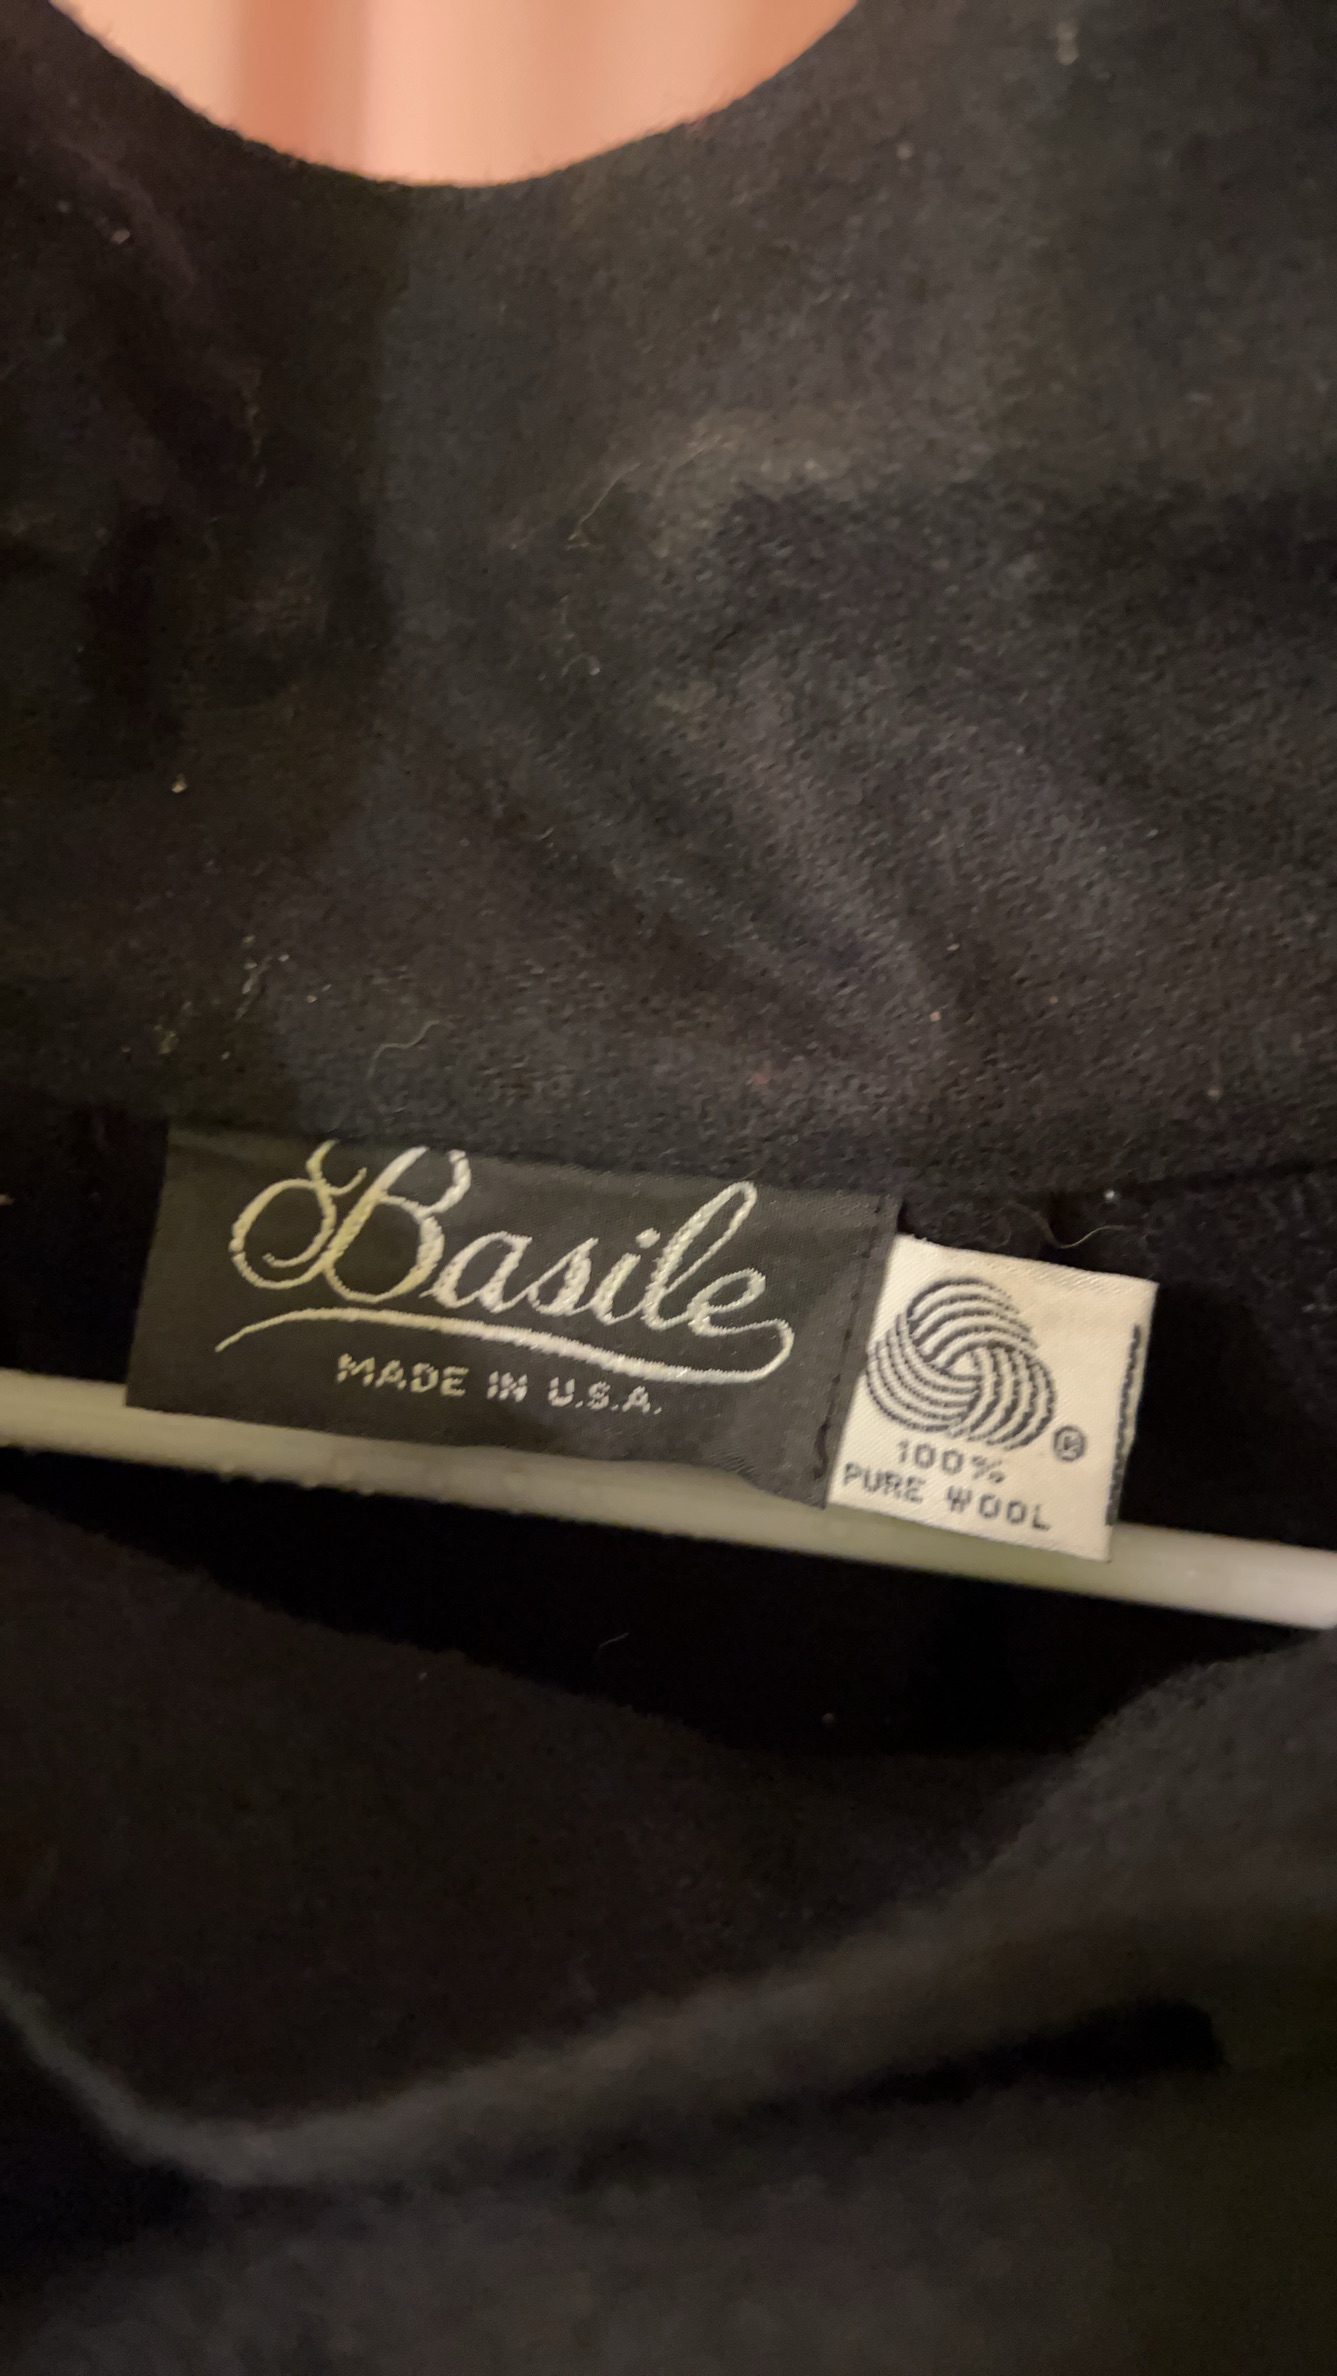 Basile
MADE IN U.S.A.
®
100%
PURE WOOL